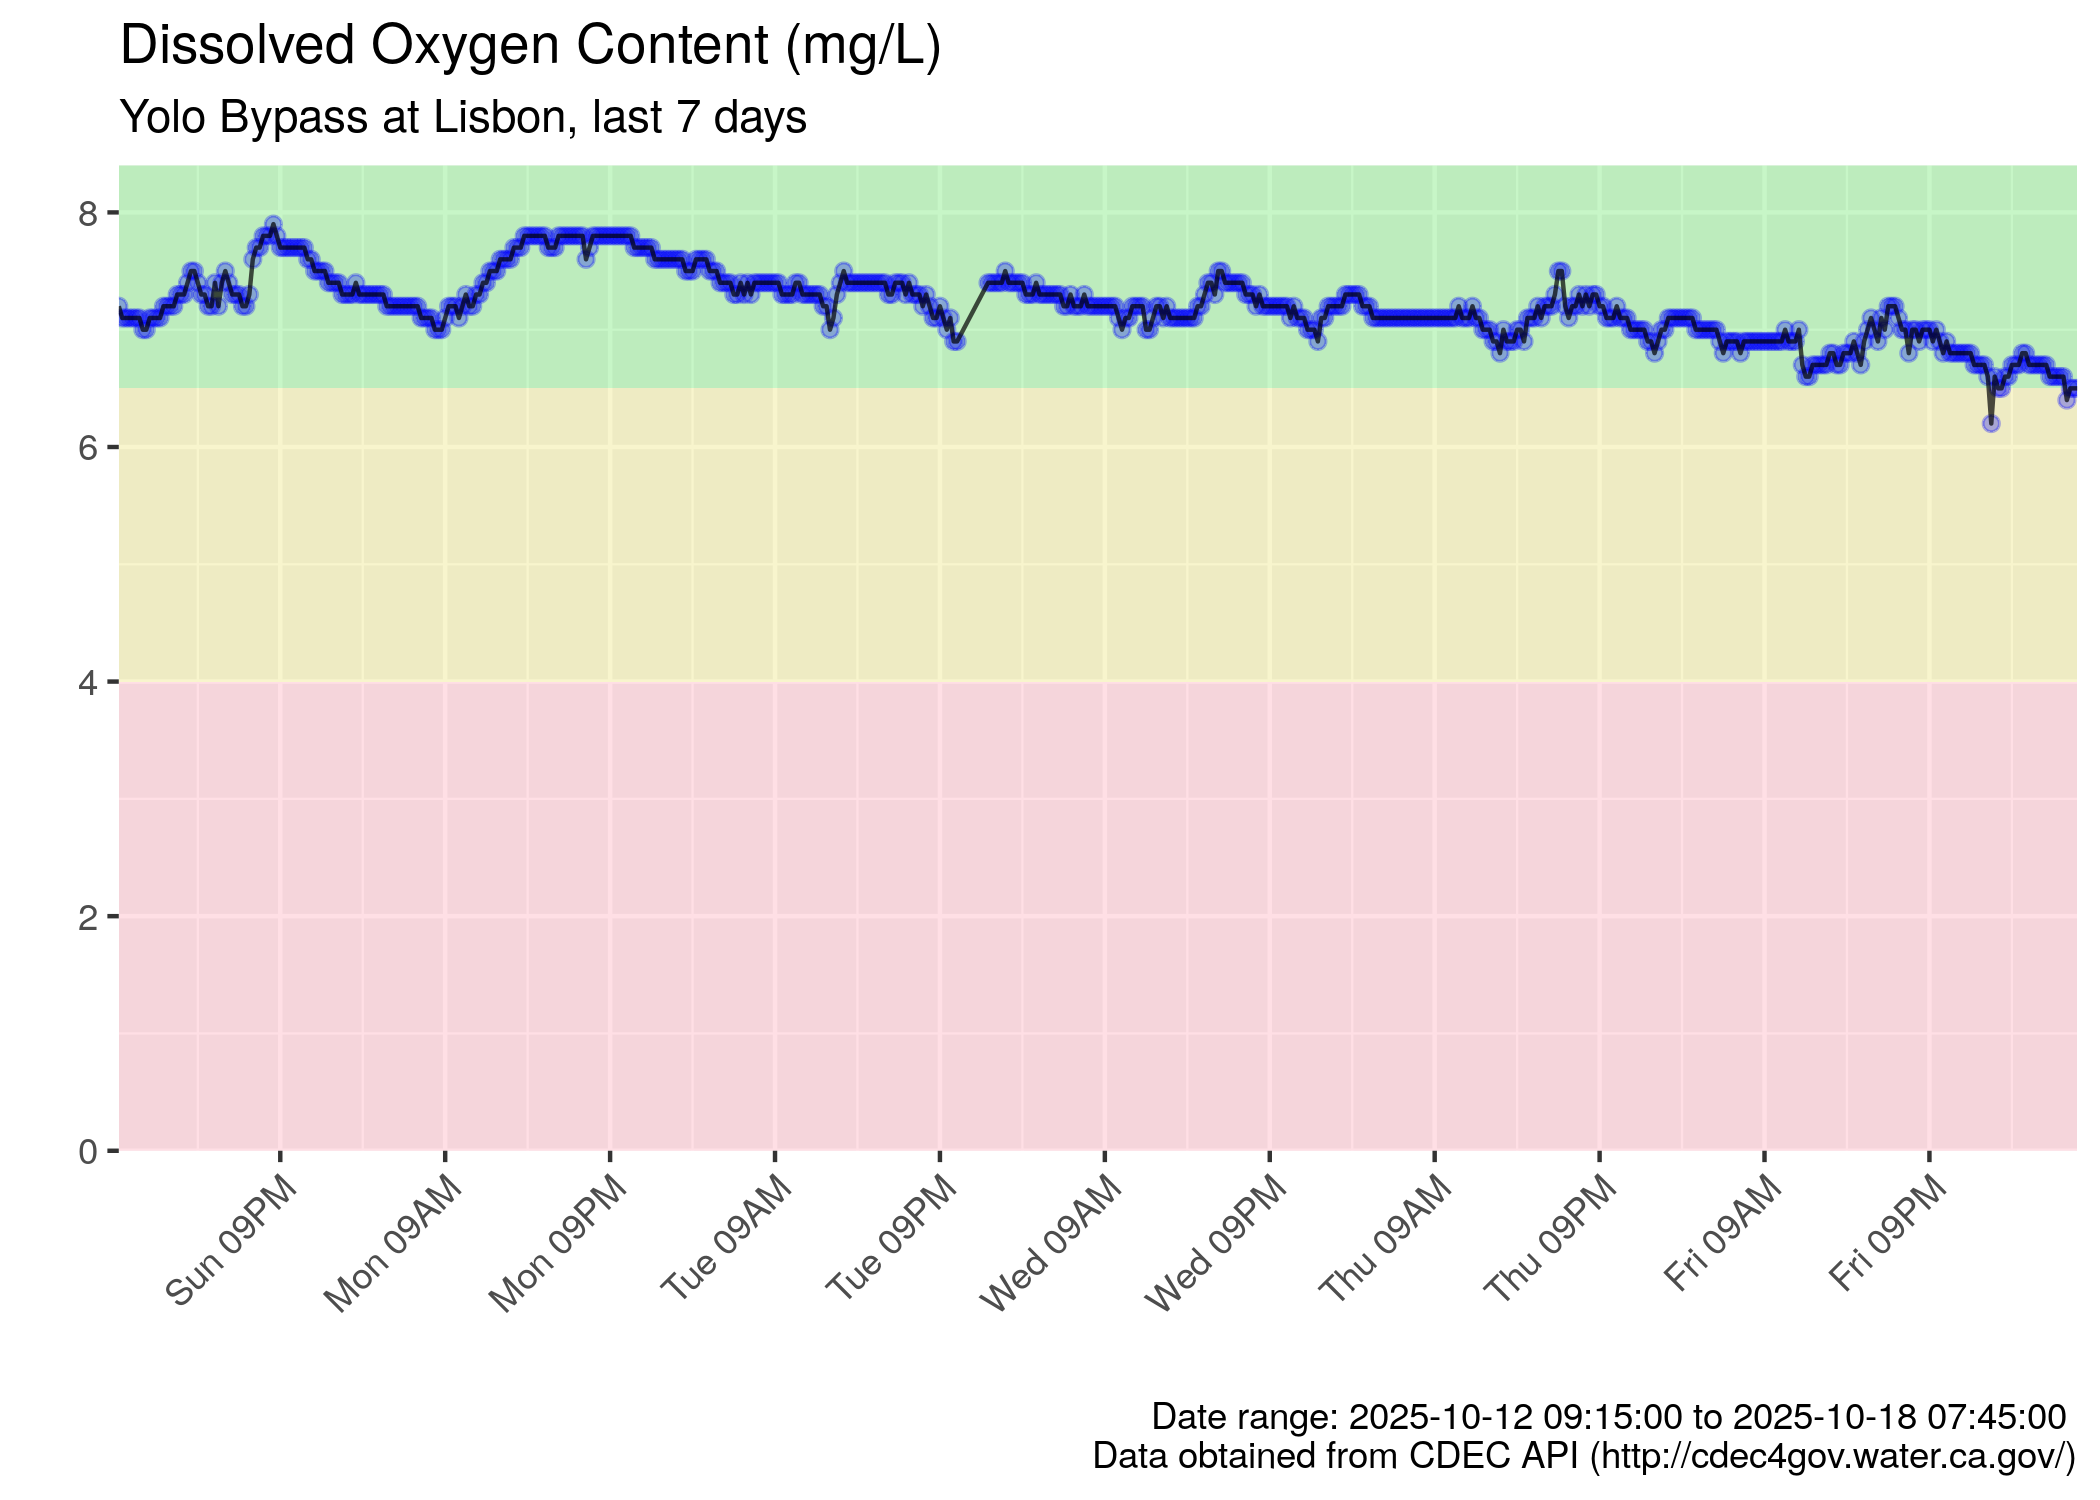 Dissolved Oxygen Content (mg/L)
Yolo Bypass at Lisbon, last 7 days
8
6
4
2
0
Sun 09PM
Mon 09AM
Mon 09PM
Tue 09AM
Tue 09PM
Wed 09AM
Wed 09PM
Thu 09AM
Thu 09PM
Fri 09AM
Fri 09PM
Date range: 2025-10-12 09:15:00 to 2025-10-18 07:45:00
Data obtained from CDEC API (http://cdec4gov.water.ca.gov/)